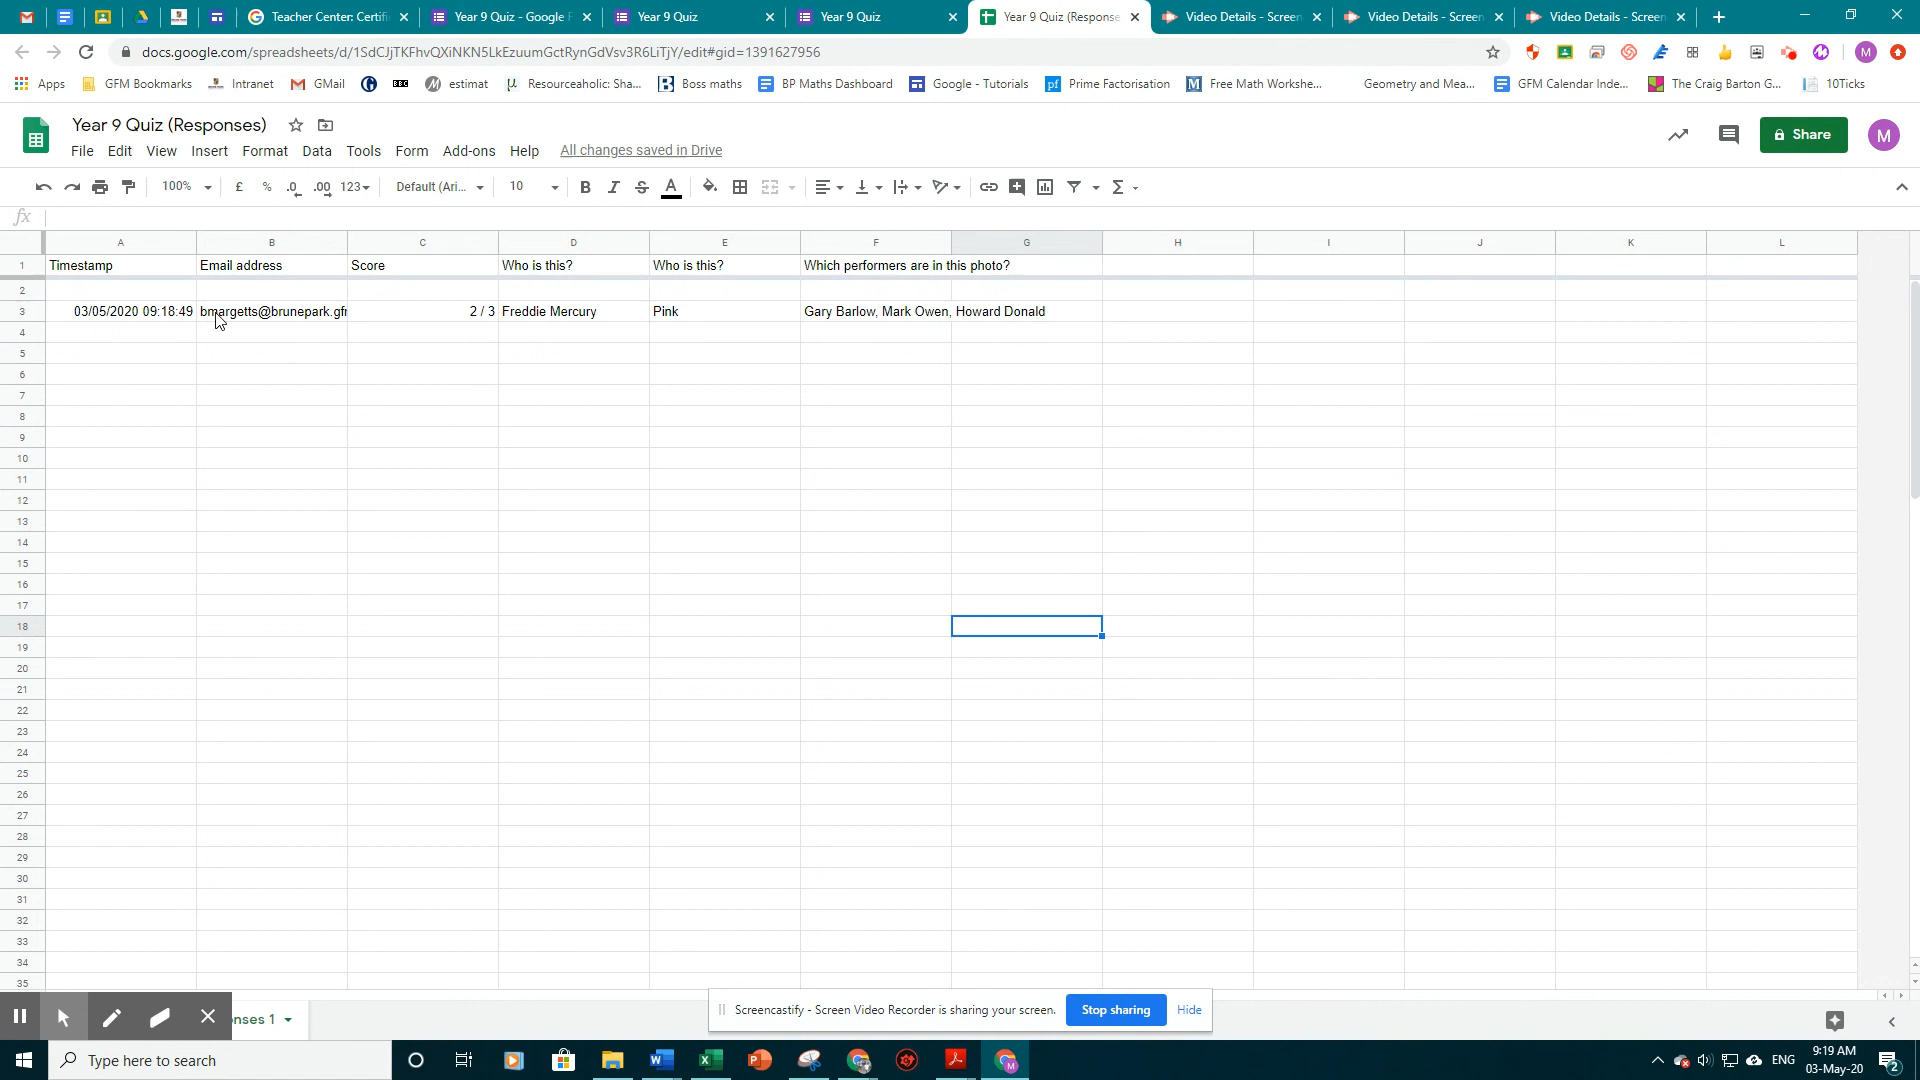 Teacher Center: Certifi
Year 9 Quiz - Google F
Year 9 Quiz
Year 9 Quiz
Year 9 Quiz (Response
Video Details - Screen
Video Details - Screen
Video Details - Screen
docs.google.com/spreadsheets/d/1SdCJjTKFhvQXiNKN5LkEzuumGctRynGdVsv3R6LiTjY/edit#gid=1391627956
M
Apps GFM Bookmarks Intranet GMail BBC estimat Resourceaholic: Sha... Boss maths BP Maths Dashboard Google - Tutorials pf Prime Factorisation M Free Math Workshe... Geometry and Mea... GFM Calendar Inde... The Craig Barton G... 10Ticks
Year 9 Quiz (Responses)
Share
M
File Edit View Insert Format Data Tools Form Add-ons Help All changes saved in Drive
100% £ % .0 .00 123 Default (Ari... 10 B I S A Σ
fx
A B C D E F G H I J K L
1 Timestamp Email address Score Who is this? Who is this? Which performers are in this photo?
2
3 03/05/2020 09:18:49 bmargetts@brunepark.gfm 2 / 3 Freddie Mercury Pink Gary Barlow, Mark Owen, Howard Donald
4
5
6
7
8
9
10
11
12
13
14
15
16
17
18
19
20
21
22
23
24
25
26
27
28
29
30
31
32
33
34
35
Screencastify - Screen Video Recorder is sharing your screen. Stop sharing Hide
onses 1
Type here to search
ENG
9:19 AM
03-May-20
2